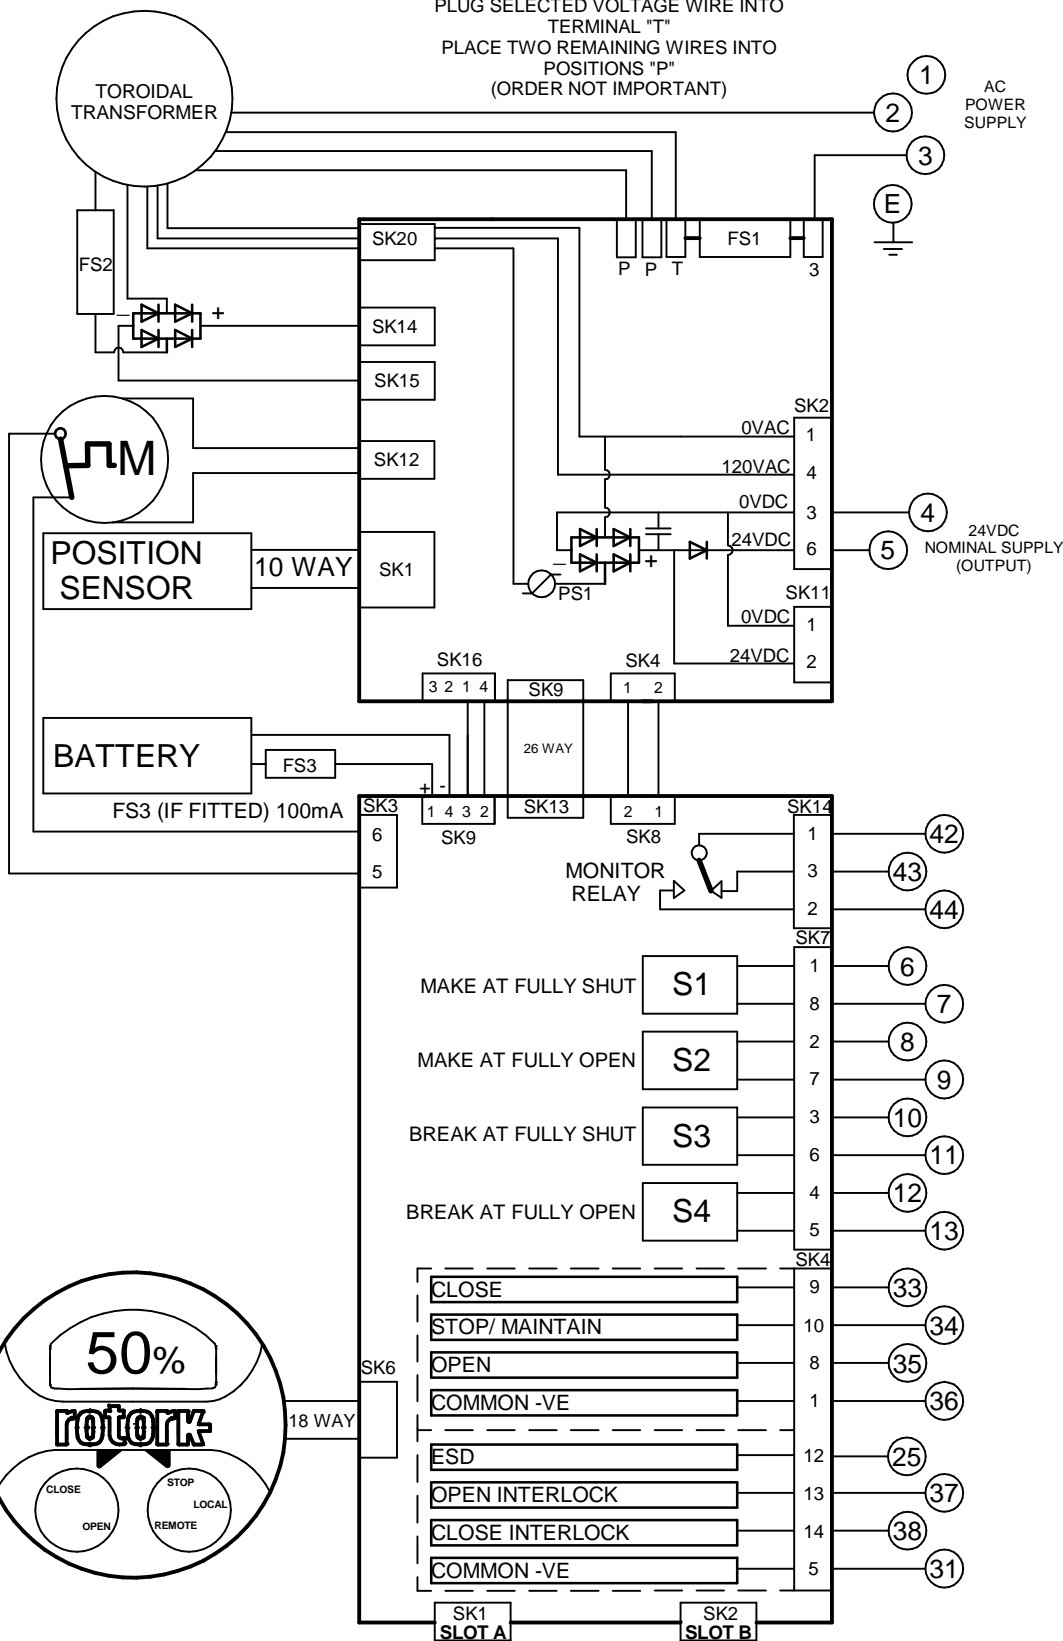 PLUG SELECTED VOLTAGE WIRE INTO
TERMINAL "T"
PLACE TWO REMAINING WIRES INTO
POSITIONS "P"
(ORDER NOT IMPORTANT)
TOROIDAL
TRANSFORMER
1
2
3
E
AC
POWER
SUPPLY
FS2
SK20
P P T
FS1
3
– +
SK14
SK15
M
SK12
SK2
0VAC 1
120VAC 4
0VDC 3
24VDC 6
4
5
24VDC
NOMINAL SUPPLY
(OUTPUT)
POSITION
SENSOR
10 WAY
SK1
– +
PS1
SK11
0VDC 1
24VDC 2
SK16
3 2 1 4
SK9
SK4
1 2
BATTERY
FS3
26 WAY
+ -
FS3 (IF FITTED) 100mA
SK3
6
5
1 4 3 2
SK9
SK13
2 1
SK8
SK14
MONITOR
RELAY
1 42
3 43
2 44
SK7
MAKE AT FULLY SHUT S1
1 6
8 7
MAKE AT FULLY OPEN S2
2 8
7 9
BREAK AT FULLY SHUT S3
3 10
6 11
BREAK AT FULLY OPEN S4
4 12
5 13
SK4
CLOSE 9 33
STOP/ MAINTAIN 10 34
OPEN 8 35
COMMON -VE 1 36
ESD 12 25
OPEN INTERLOCK 13 37
CLOSE INTERLOCK 14 38
COMMON -VE 5 31
50%
rotork
CLOSE
OPEN
STOP
LOCAL
REMOTE
18 WAY
SK6
SK1
SLOT A
SK2
SLOT B